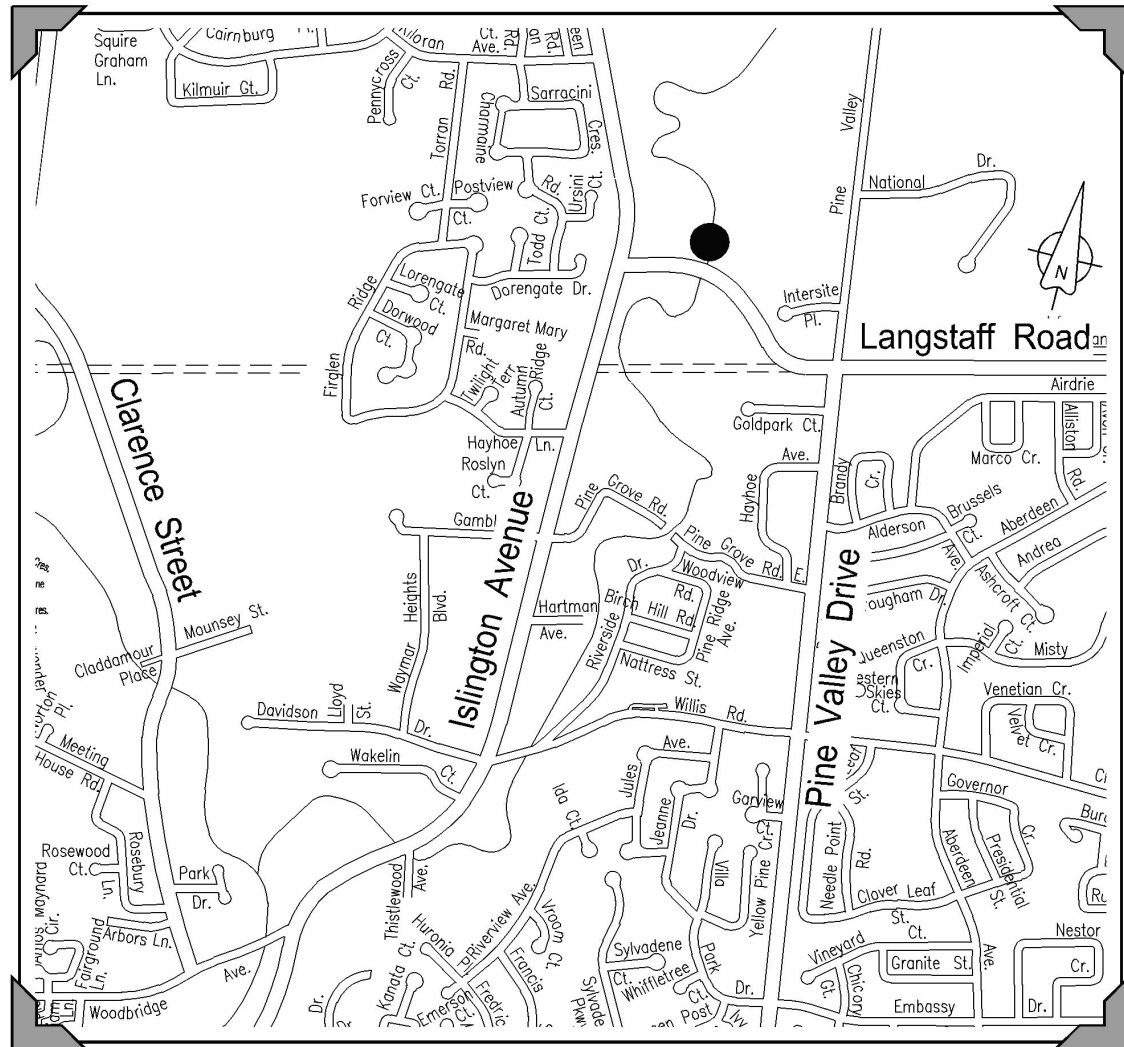 Squire
Graham
Ln.
Cairnburg
Kilmuir Gt.
Pennycross
Ct.
Kiloran
Ct.
Ave.
Rd.
Rd.
Torran
Rd.
Sarracini
Cres.
Charmaine
Rd.
Ursini
Ct.
Forview Ct.
Postview
Ct.
Todd Ct.
Dorengate Dr.
Lorengate
Ct.
Dorwood
Ct.
Ridge
Firglen
Margaret Mary
Rd.
Twilight
Terr.
Autumn
Ridge
Ct.
Hayhoe Ln.
Roslyn
Ct.
Valley
Pine
National Dr.
N
Intersite
Pl.
Langstaff Road
Airdrie
Goldpark Ct.
Marco Cr.
Alliston
Rd.
Clarence Street
Islington Avenue
Pine Valley Drive
Pine Grove Rd.
Hayhoe
Ave.
Brandy
Cr.
Alderson
Ave.
Brussels
Ct.
Aberdeen
Andrea
Ashcroft Ct.
Pine Grove Rd. E.
Woodview
Rd.
Birch Hill Rd.
Pine Ridge
Ave.
Riverside
Dr.
Nattress St.
Hartman
Ave.
Heights
Blvd.
Waymar
Mounsey St.
Claddamour
Place
Davidson
Dr.
Lloyd
St.
Willis Rd.
Wakelin
Ct.
Imperial
Ct.
Misty
Cr.
Skies
Ct.
Venetian Cr.
Velvet Cr.
Meeting
House Rd.
Pl.
Rosewood
Ct.
Rosebury
Ln.
Park
Dr.
Arbors Ln.
Maynard
Cir.
Fairground
Ln.
Woodbridge
Ave.
Thistlewood
Ave.
Jules
Ave.
Ida Ct.
Jeanne
Dr.
Garview
Ct.
Villa
Yellow Pine Cr.
Needle Point
Rd.
St.
Clover Leaf
St.
Governor
Cr.
Presidential
St.
Aberdeen
Ave.
Vineyard
Ct.
Gt.
Granite St.
Chicory
Embassy
Dr.
Nestor
Cr.
Riverview Ave.
Vroom Ct.
Huronia
Ct.
Francis
Kanata
Ct.
Emerson
Dr.
Sylvadene
Ct.
Whiffletree
Ct.
Park
Dr.